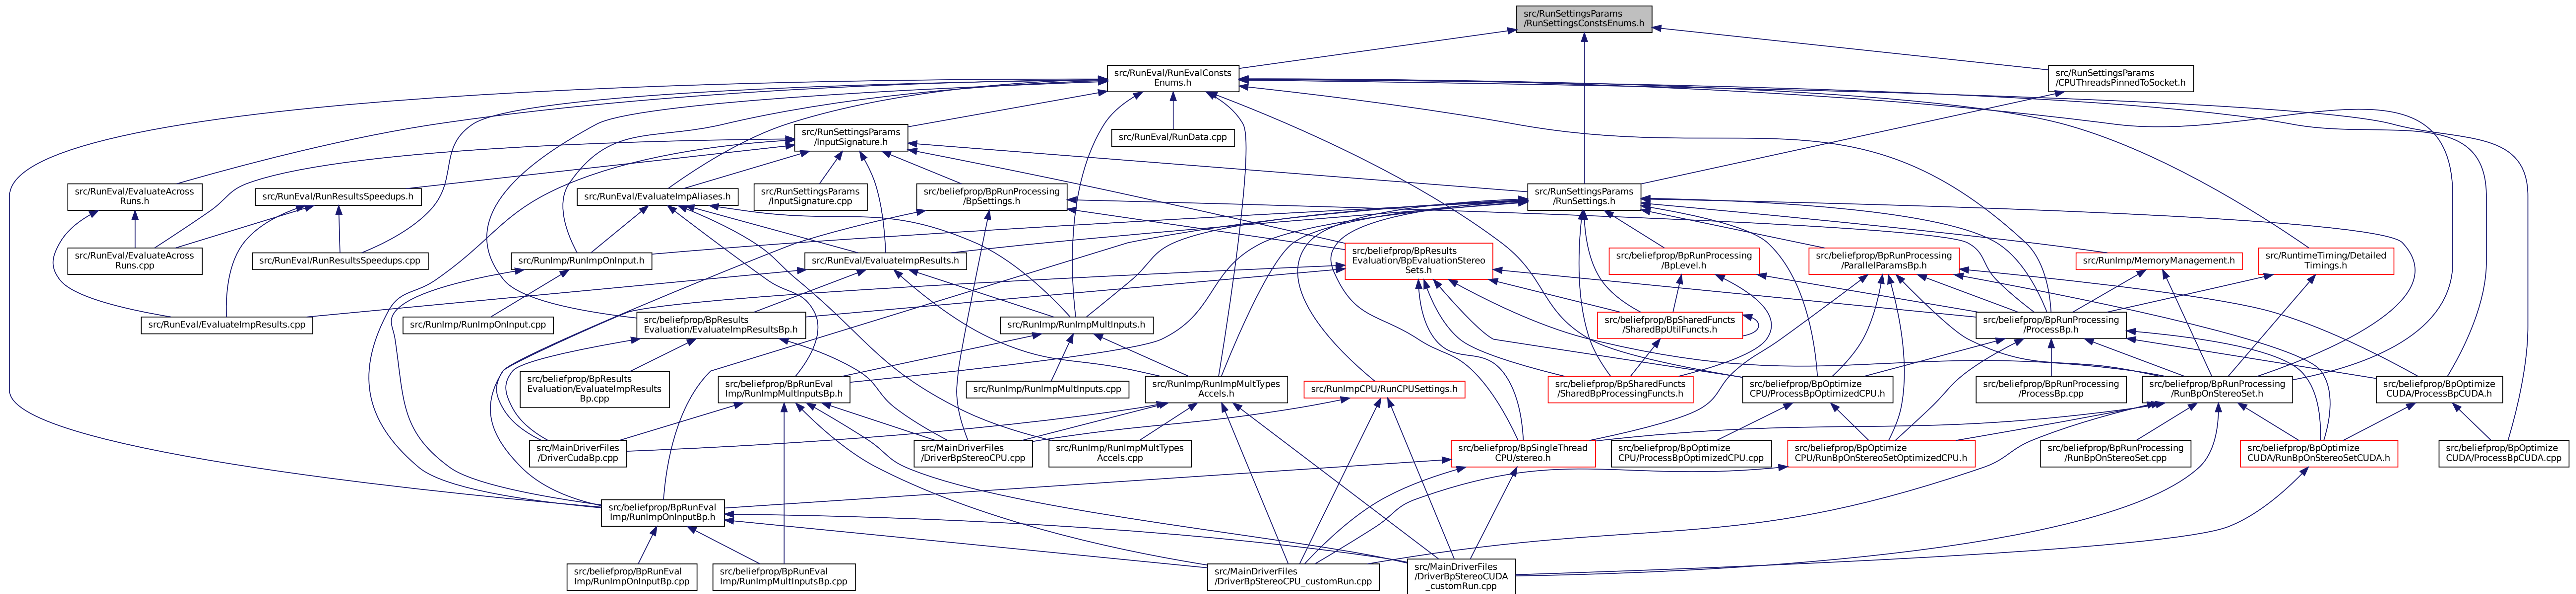 src/RunSettingsParams
/RunSettingsConstsEnums.h
src/RunEval/RunEvalConsts
Enums.h
src/RunSettingsParams
/CPUThreadsPinnedToSocket.h
src/RunSettingsParams
/InputSignature.h
src/RunEval/RunData.cpp
src/RunEval/EvaluateAcross
Runs.h
src/RunEval/RunResultsSpeedups.h
src/RunEval/EvaluateImpAliases.h
src/RunSettingsParams
/InputSignature.cpp
src/beliefprop/BpRunProcessing
/BpSettings.h
src/RunSettingsParams
/RunSettings.h
src/RunEval/EvaluateAcross
Runs.cpp
src/RunEval/RunResultsSpeedups.cpp
src/RunImp/RunImpOnInput.h
src/RunEval/EvaluateImpResults.h
src/beliefprop/BpResults
Evaluation/BpEvaluationStereo
Sets.h
src/beliefprop/BpRunProcessing
/BpLevel.h
src/beliefprop/BpRunProcessing
/ParallelParamsBp.h
src/RunImp/MemoryManagement.h
src/RuntimeTiming/Detailed
Timings.h
src/RunEval/EvaluateImpResults.cpp
src/RunImp/RunImpOnInput.cpp
src/beliefprop/BpResults
Evaluation/EvaluateImpResultsBp.h
src/RunImp/RunImpMultInputs.h
src/beliefprop/BpSharedFuncts
/SharedBpUtilFuncts.h
src/beliefprop/BpRunProcessing
/ProcessBp.h
src/beliefprop/BpResults
Evaluation/EvaluateImpResults
Bp.cpp
src/beliefprop/BpRunEval
Imp/RunImpMultInputsBp.h
src/RunImp/RunImpMultInputs.cpp
src/RunImp/RunImpMultTypes
Accels.h
src/RunImpCPU/RunCPUSettings.h
src/beliefprop/BpSharedFuncts
/SharedBpProcessingFuncts.h
src/beliefprop/BpOptimize
CPU/ProcessBpOptimizedCPU.h
src/beliefprop/BpRunProcessing
/ProcessBp.cpp
src/beliefprop/BpRunProcessing
/RunBpOnStereoSet.h
src/beliefprop/BpOptimize
CUDA/ProcessBpCUDA.h
src/MainDriverFiles
/DriverCudaBp.cpp
src/MainDriverFiles
/DriverBpStereoCPU.cpp
src/RunImp/RunImpMultTypes
Accels.cpp
src/beliefprop/BpSingleThread
CPU/stereo.h
src/beliefprop/BpOptimize
CPU/ProcessBpOptimizedCPU.cpp
src/beliefprop/BpOptimize
CPU/RunBpOnStereoSetOptimizedCPU.h
src/beliefprop/BpRunProcessing
/RunBpOnStereoSet.cpp
src/beliefprop/BpOptimize
CUDA/RunBpOnStereoSetCUDA.h
src/beliefprop/BpOptimize
CUDA/ProcessBpCUDA.cpp
src/beliefprop/BpRunEval
Imp/RunImpOnInputBp.h
src/beliefprop/BpRunEval
Imp/RunImpOnInputBp.cpp
src/beliefprop/BpRunEval
Imp/RunImpMultInputsBp.cpp
src/MainDriverFiles
/DriverBpStereoCPU_customRun.cpp
src/MainDriverFiles
/DriverBpStereoCUDA
_customRun.cpp